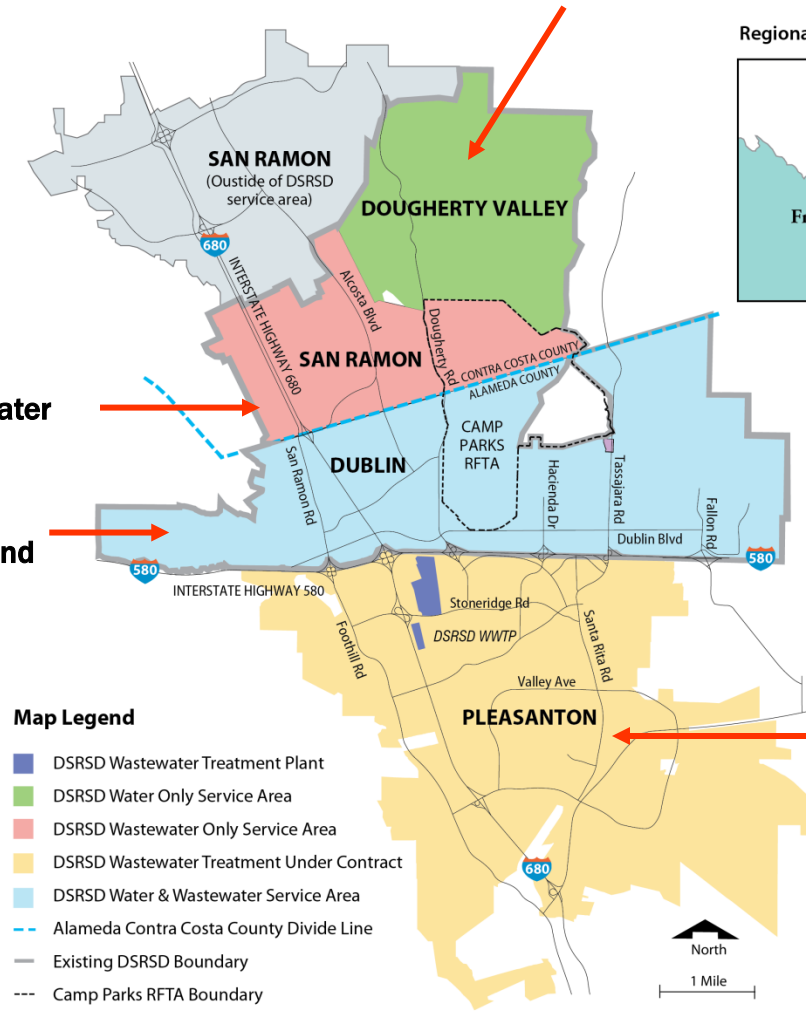 Regiona
SAN RAMON
(Oustide of DSRSD
service area)
DOUGHERTY VALLEY
Fr
680
INTERSTATE HIGHWAY 680
Alcosta Blvd
Dougherty Rd
SAN RAMON
CONTRA COSTA COUNTY
ALAMEDA COUNTY
ater
CAMP
PARKS
RFTA
DUBLIN
San Ramon Rd
Hacienda Dr
Tassajara Rd
Fallon Rd
nd
Dublin Blvd
580
580
INTERSTATE HIGHWAY 580
Stoneridge Rd
DSRSD WWTP
Foothill Rd
Santa Rita Rd
Valley Ave
PLEASANTON
680
Map Legend
DSRSD Wastewater Treatment Plant
DSRSD Water Only Service Area
DSRSD Wastewater Only Service Area
DSRSD Wastewater Treatment Under Contract
DSRSD Water & Wastewater Service Area
Alameda Contra Costa County Divide Line
Existing DSRSD Boundary
Camp Parks RFTA Boundary
North
1 Mile